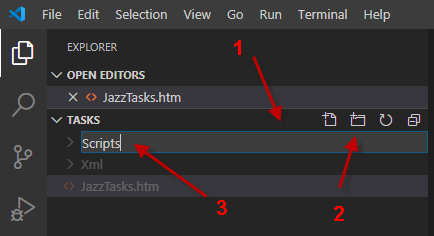 File Edit Selection View Go Run Terminal Help
EXPLORER
1
OPEN EDITORS
JazzTasks.htm
TASKS
Scripts
Xml
JazzTasks.htm
3
2